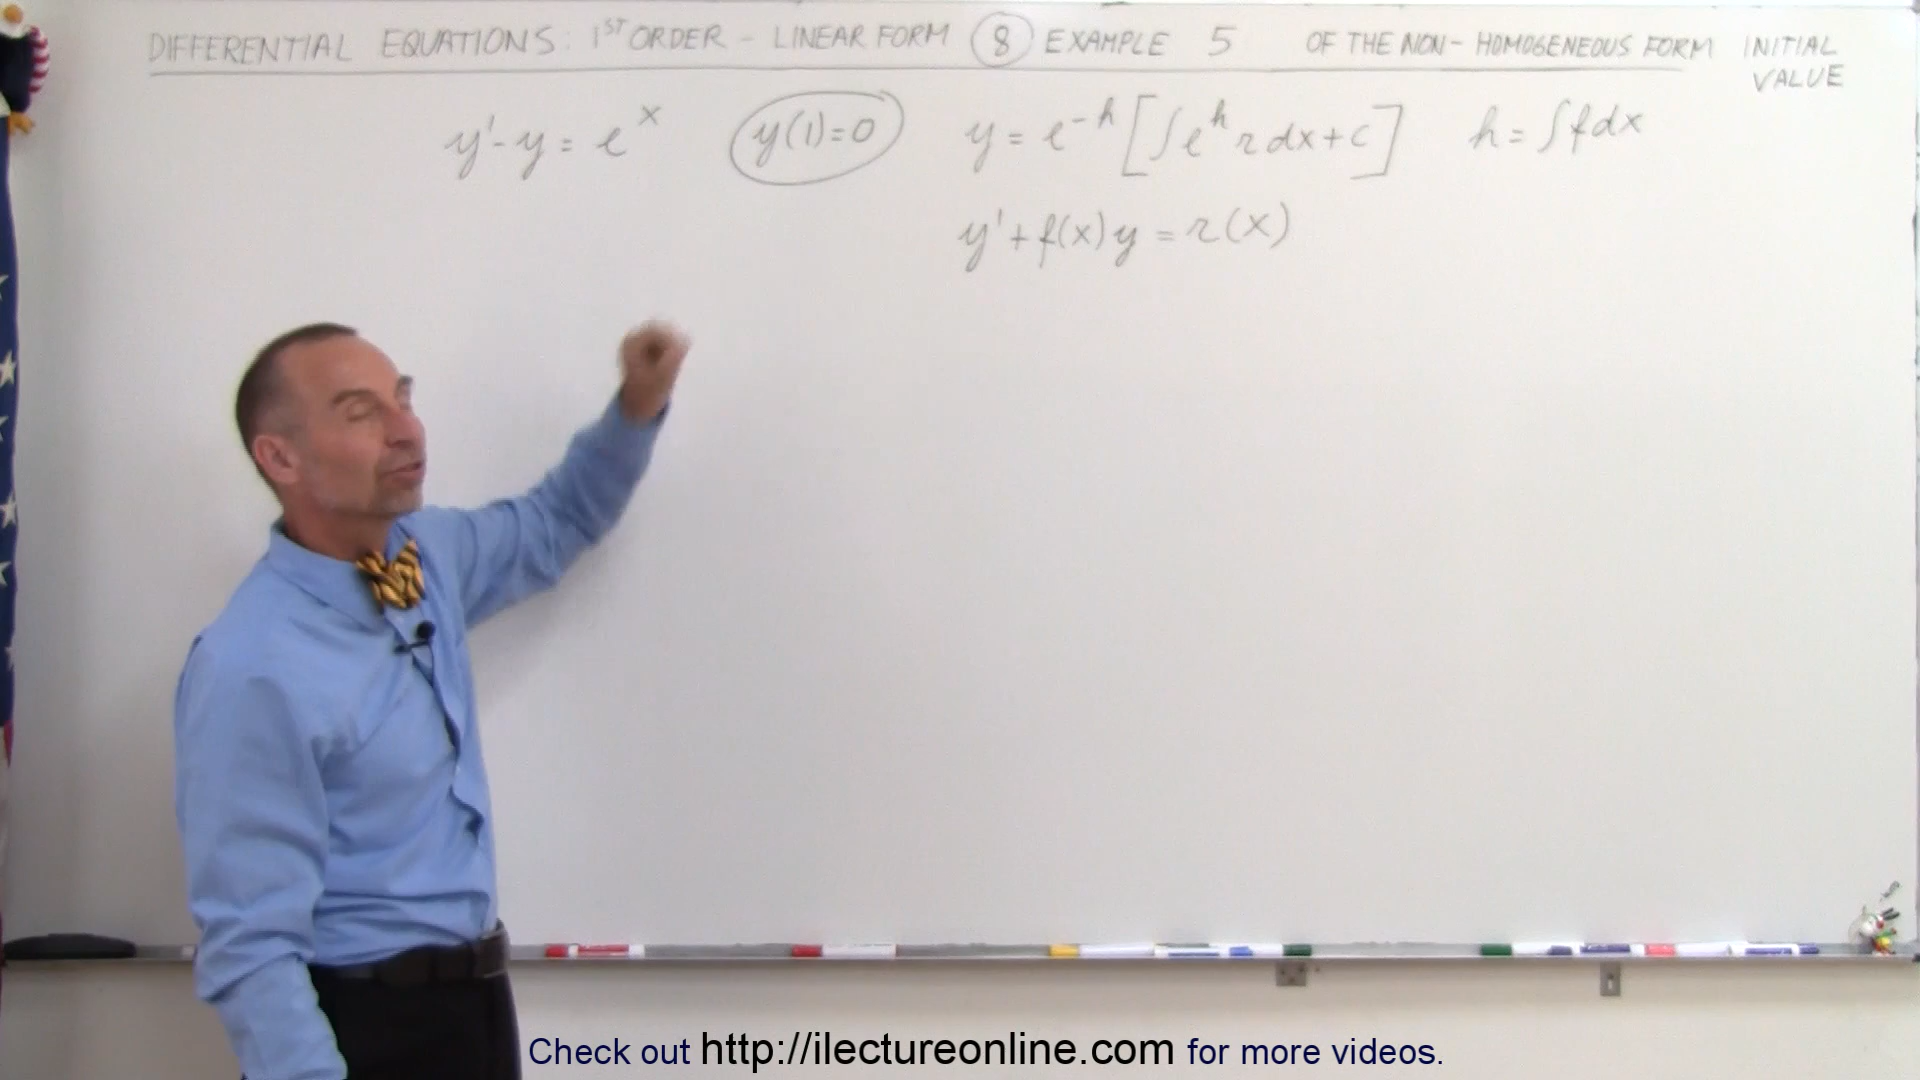 DIFFERENTIAL EQUATIONS: 1ST ORDER - LINEAR FORM 8 EXAMPLE 5 OF THE NON-HOMOGENEOUS FORM INITIAL VALUE
y' - y = e^x y(1)=0 y = e^-h [∫e^h r dx + c] h = ∫f dx
y' + f(x) y = r(x)
Check out http://ilectureonline.com for more videos.